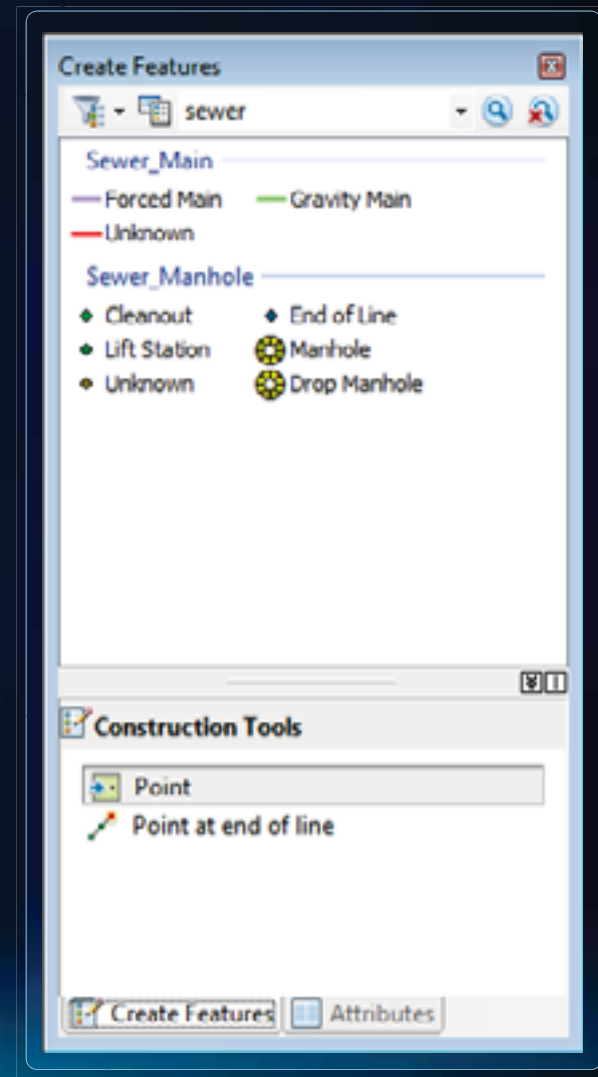 Create Features
sewer
Sewer_Main
Forced Main Gravity Main
Unknown
Sewer_Manhole
Cleanout End of Line
Lift Station Manhole
Unknown Drop Manhole
Construction Tools
Point
Point at end of line
Create Features Attributes